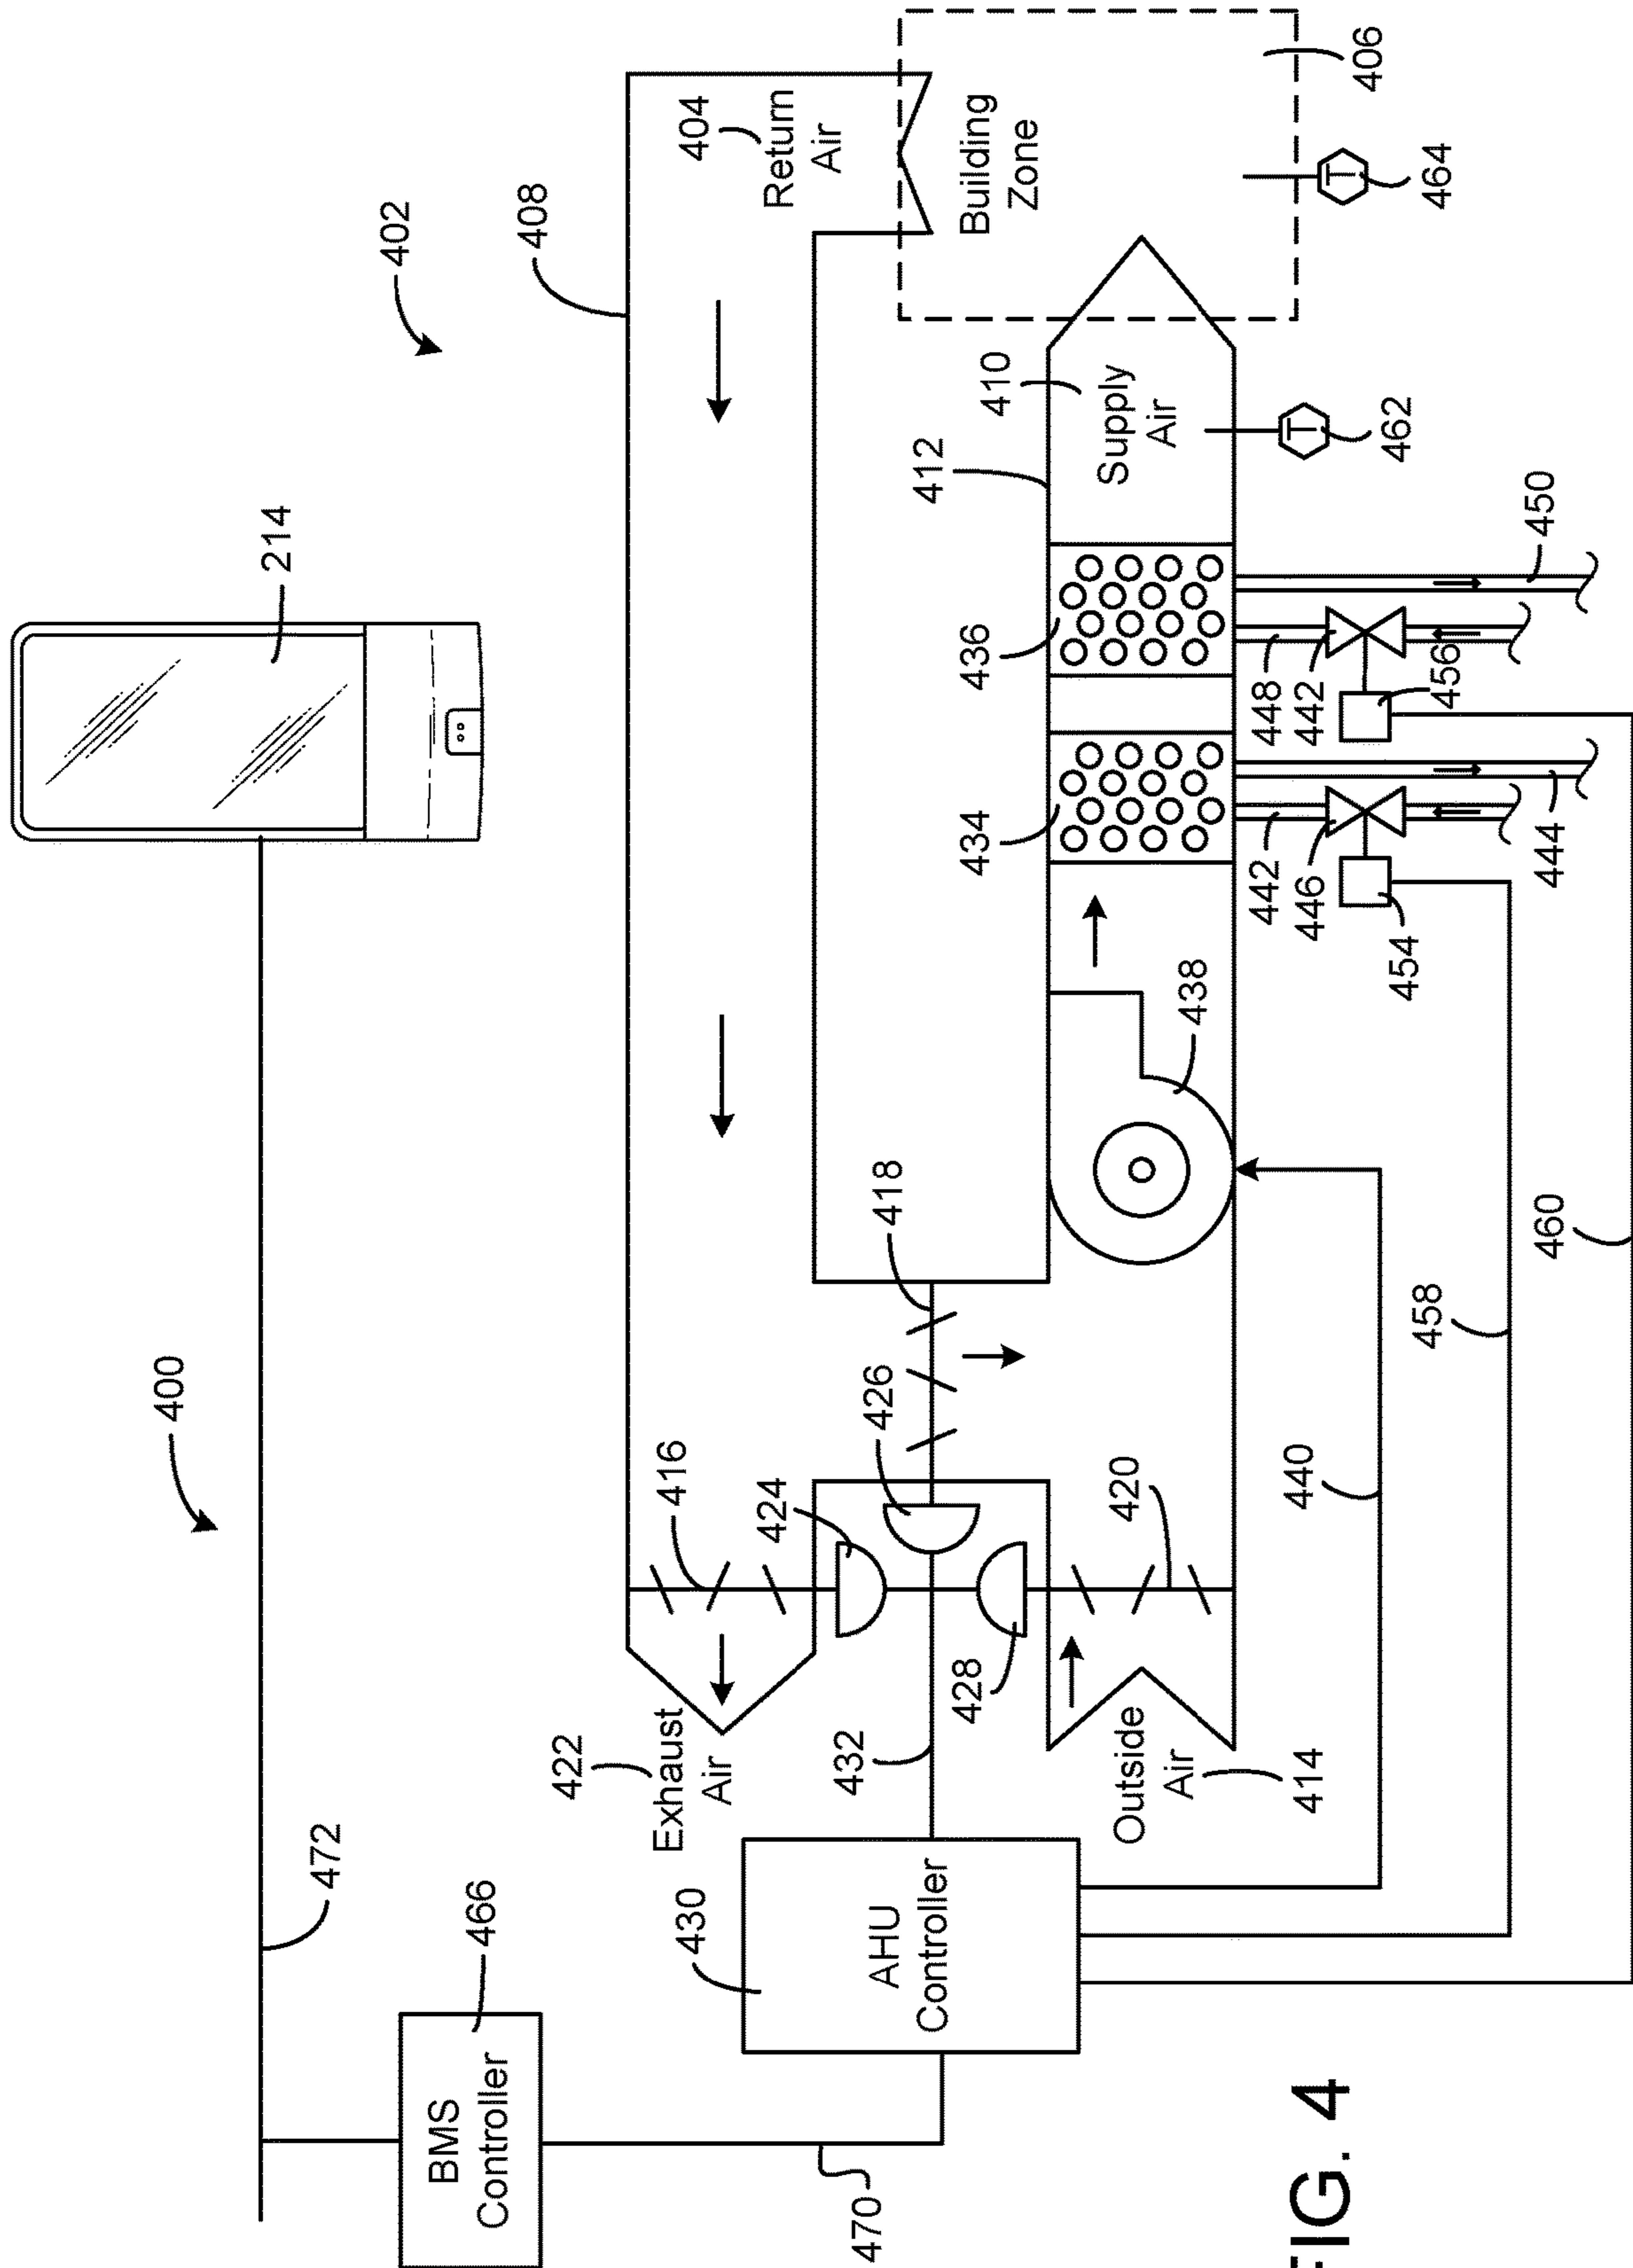 400
472
214
402
BMS
Controller
466
408
404
Return
Air
422
Exhaust
Air
416
424
426
418
412
410
Supply
Air
Building
Zone
406
470
430
AHU
Controller
432
428
Outside
Air
414
420
438
434
436
440
458
460
454
446
442
444
456
442
448
450
462
T
464
T
FIG. 4